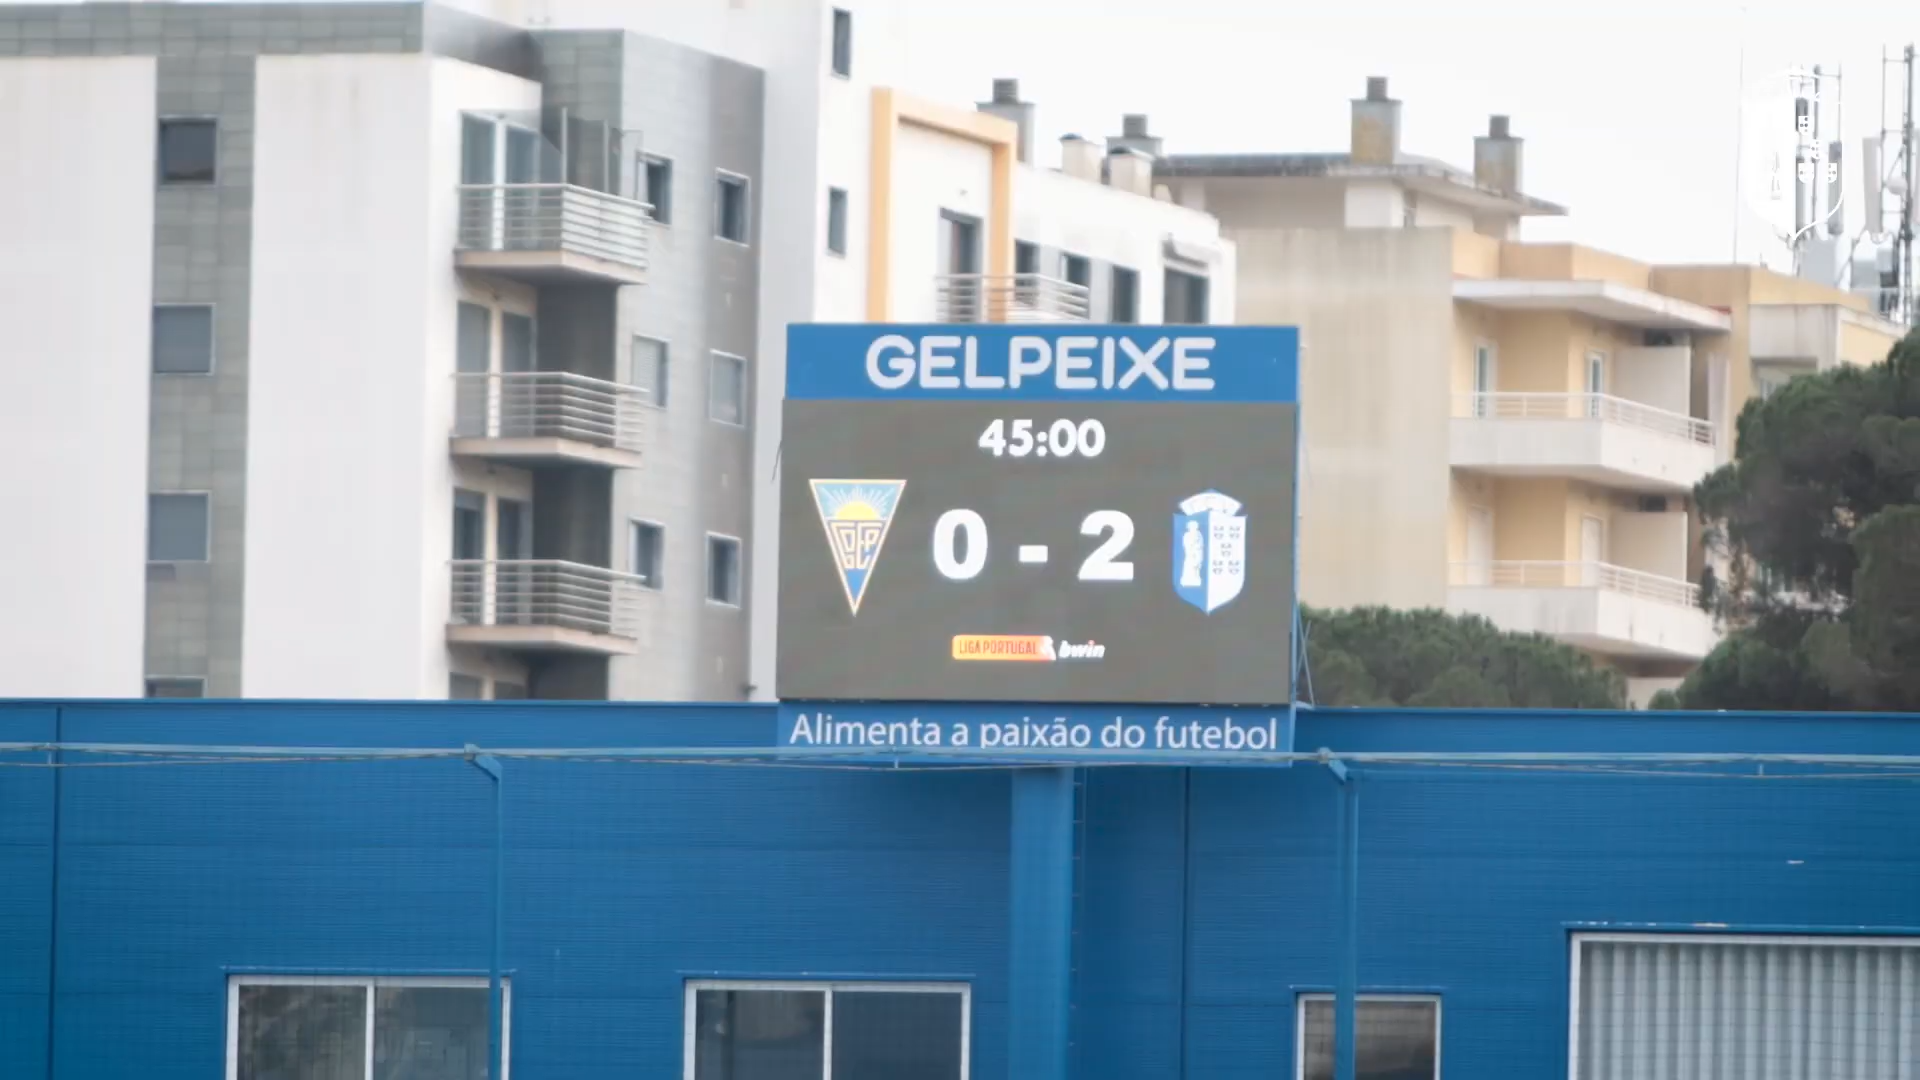 GELPEIXE
45:00
0 - 2
LIGA PORTUGAL bwin
Alimenta a paixão do futebol